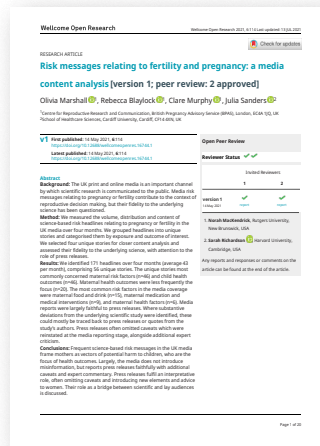 Wellcome Open Research
Wellcome Open Research 2021, 6:114 Last updated: 13 JUL 2021
Check for updates
RESEARCH ARTICLE
Risk messages relating to fertility and pregnancy: a media
content analysis [version 1; peer review: 2 approved]
Olivia Marshall, Rebecca Blaylock, Clare Murphy, Julia Sanders
¹Centre for Reproductive Research and Communication, British Pregnancy Advisory Service (BPAS), London, EC4A 1JQ, UK
²School of Healthcare Sciences, Cardiff University, Cardiff, CF14 4XN, UK
v1 First published: 14 May 2021, 6:114
Latest published: 14 May 2021, 6:114
Open Peer Review
Reviewer Status
Invited Reviewers
1 2
version 1
14 May 2021
report report
1. Norah MacKendrick, Rutgers University,
New Brunswick, USA
2. Sarah Richardson, Harvard University,
Cambridge, USA
Any reports and responses or comments on the
article can be found at the end of the article.
Abstract
Background: The UK print and online media is an important channel
by which scientific research is communicated to the public. Media risk
messages relating to pregnancy or fertility contribute to the context of
reproductive decision making, but their fidelity to the underlying
science has been questioned.
Method: We measured the volume, distribution and content of
science-based risk headlines relating to pregnancy or fertility in the
UK media over four months. We grouped headlines into unique
stories and categorised them by exposure and outcome of interest.
We selected four unique stories for closer content analysis and
assessed their fidelity to the underlying science, with attention to the
role of press releases.
Results: We identified 171 headlines over four months (average 43
per month), comprising 56 unique stories. The unique stories most
commonly concerned maternal risk factors (n=46) and child health
outcomes (n=46). Maternal health outcomes were less frequently the
focus (n=20). The most common risk factors in the media coverage
were maternal food and drink (n=15), maternal medication and
medical interventions (n=9), and maternal health factors (n=6). Media
reports were largely faithful to press releases. Where substantive
deviations from the underlying scientific study were identified, these
could mostly be traced back to press releases or quotes from the
study's authors. Press releases often omitted caveats which were
reinstated at the media reporting stage, alongside additional expert
criticism.
Conclusions: Frequent science-based risk messages in the UK media
frame mothers as vectors of potential harm to children, who are the
focus of health outcomes. Largely, the media does not introduce
misinformation, but reports press releases faithfully with additional
caveats and expert commentary. Press releases fulfil an interpretative
role, often omitting caveats and introducing new elements and advice
to women. Their role as a bridge between scientific and lay audiences
is discussed.
Page 1 of 20